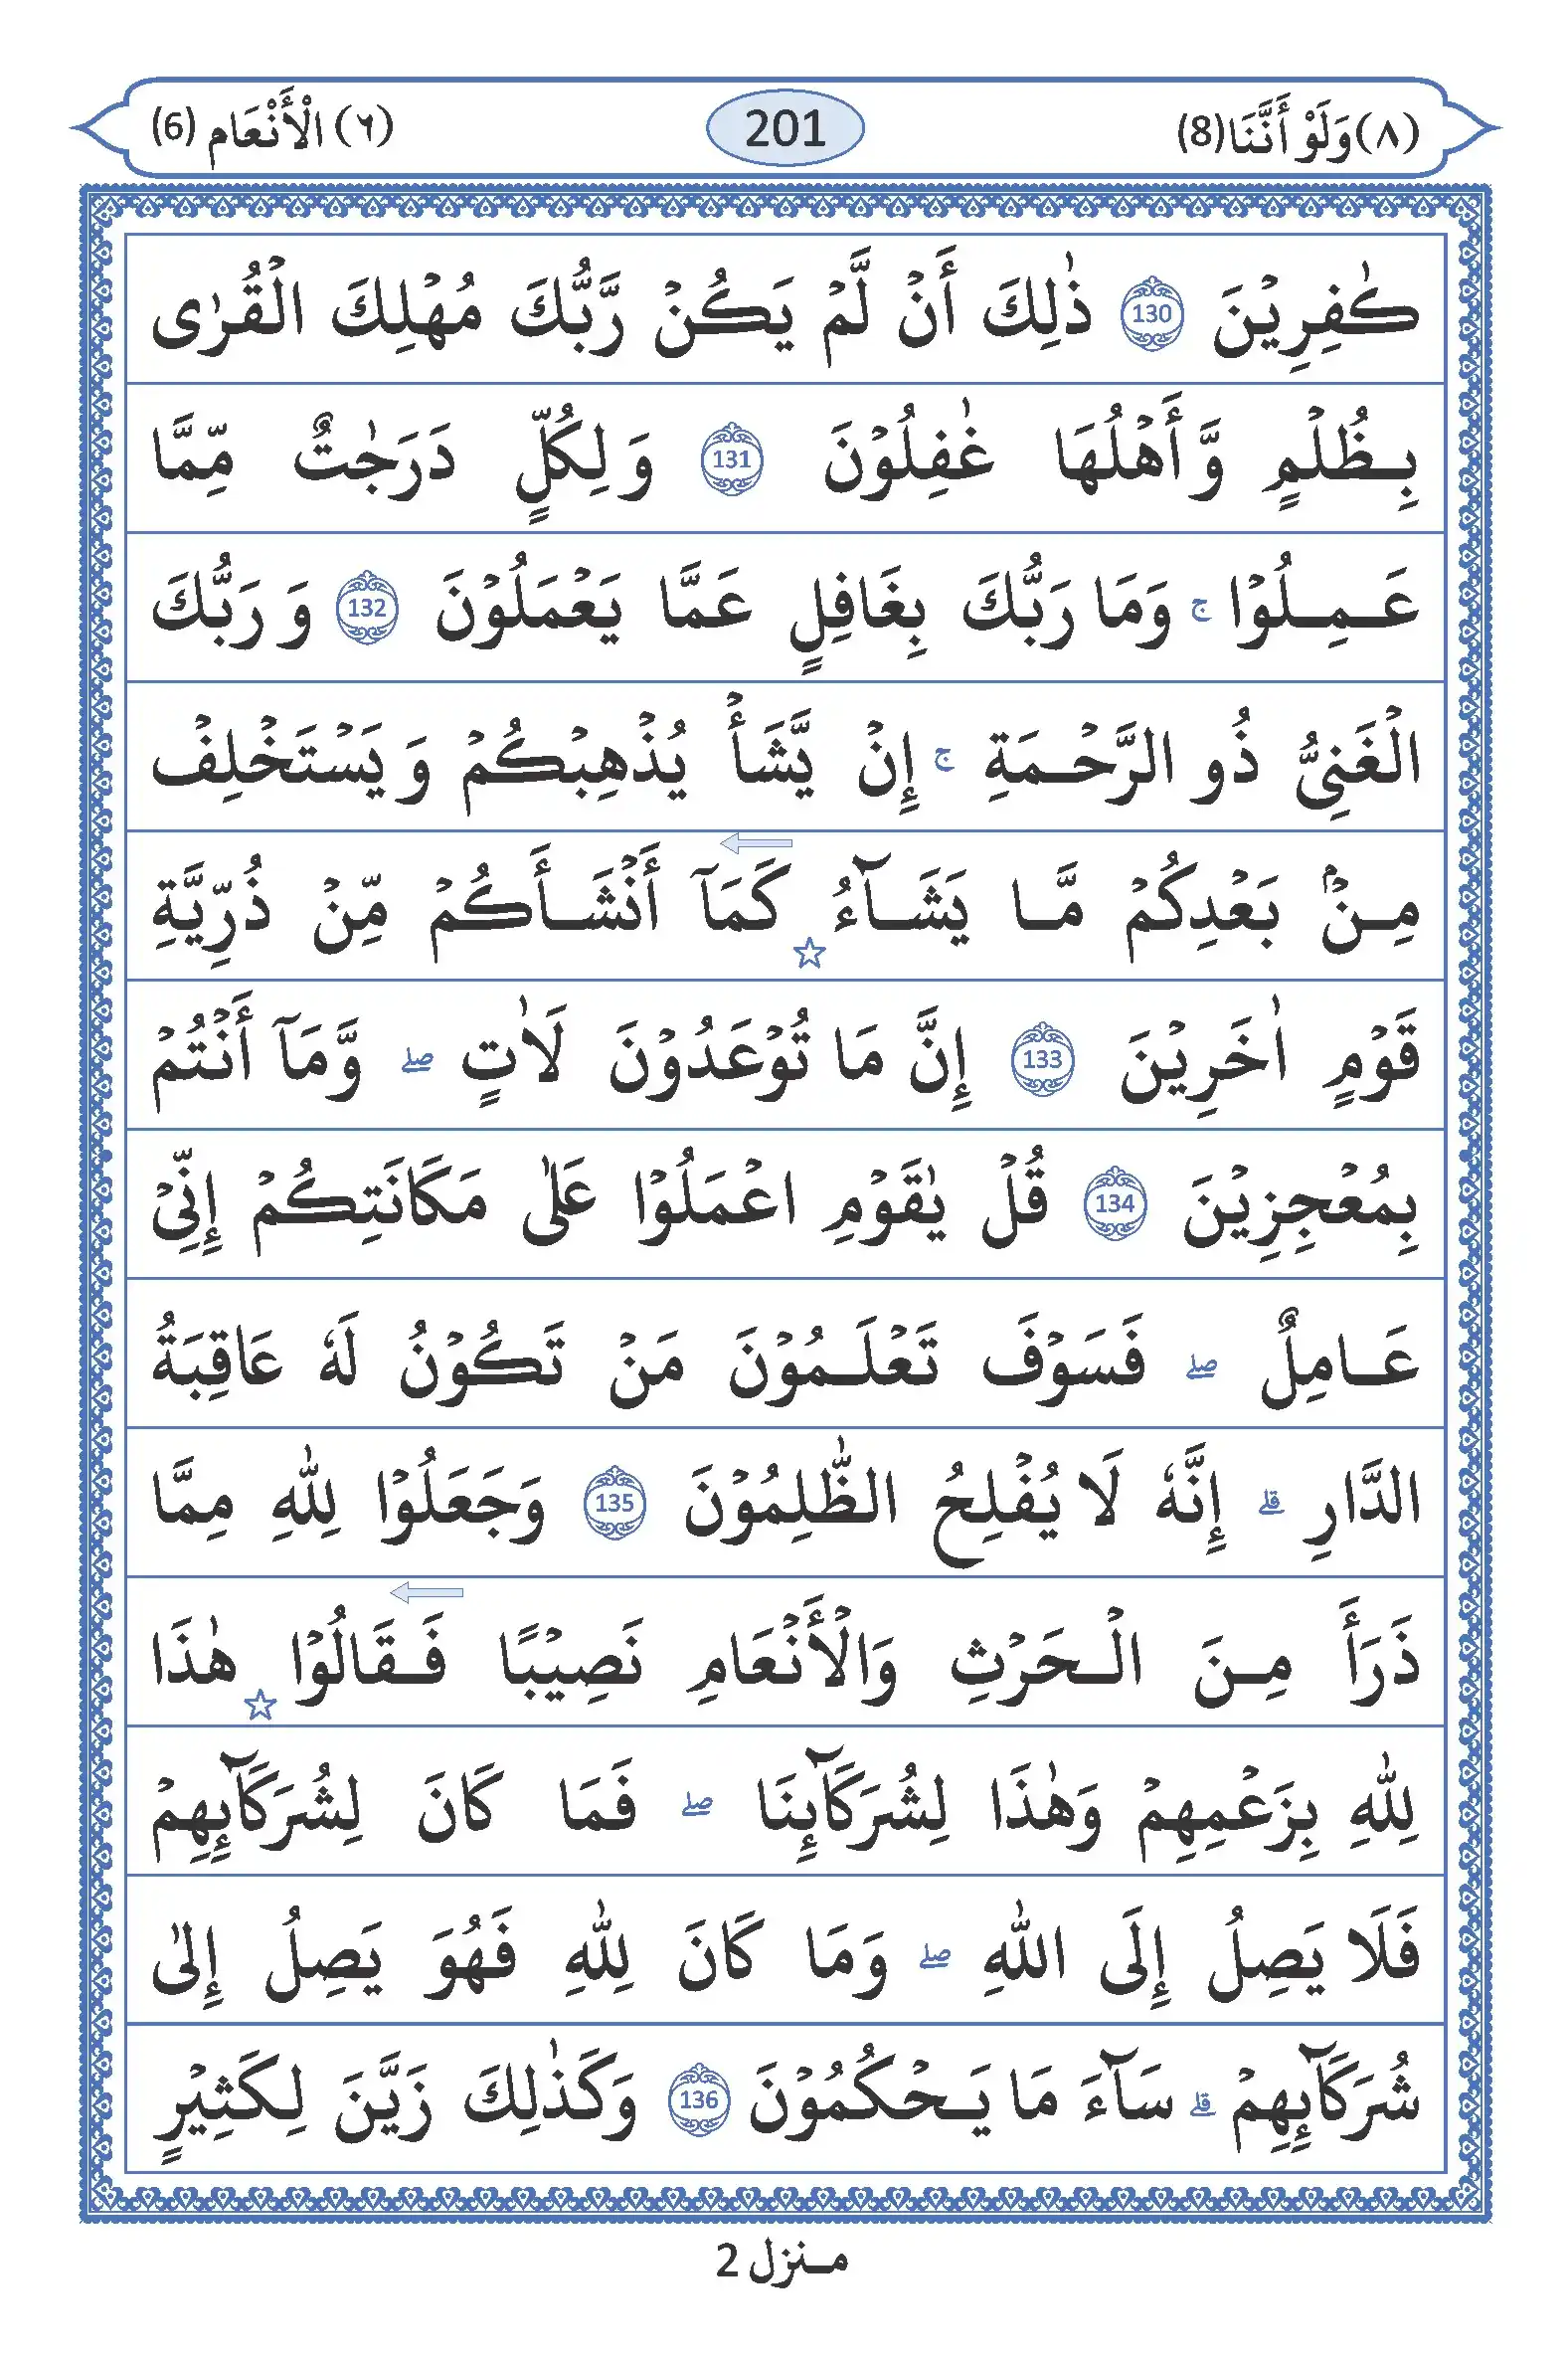 (٨) وَلَوْ أَنَّنَا (8) 201 (٦) الْأَنْعَام (6)
كٰفِرِيْنَ 130 ذٰلِكَ أَنْ لَّمْ يَكُنْ رَّبُّكَ مُهْلِكَ الْقُرٰى
بِظُلْمٍ وَّأَهْلُهَا غٰفِلُوْنَ 131 وَلِكُلٍّ دَرَجٰتٌ مِّمَّا
عَمِلُوْا ج وَمَا رَبُّكَ بِغَافِلٍ عَمَّا يَعْمَلُوْنَ 132 وَرَبُّكَ
الْغَنِىُّ ذُو الرَّحْمَةِ ج إِنْ يَّشَأْ يُذْهِبْكُمْ وَيَسْتَخْلِفْ
مِنْۢ بَعْدِكُمْ مَّا يَشَآءُ ☆ كَمَآ أَنْشَأَكُمْ مِّنْ ذُرِّيَّةِ
قَوْمٍ اٰخَرِيْنَ 133 إِنَّ مَا تُوْعَدُوْنَ لَاٰتٍ صلے وَّمَآ أَنْتُمْ
بِمُعْجِزِيْنَ 134 قُلْ يٰقَوْمِ اعْمَلُوْا عَلٰى مَكَانَتِكُمْ إِنِّىْ
عَامِلٌ صلے فَسَوْفَ تَعْلَمُوْنَ مَنْ تَكُوْنُ لَهٗ عَاقِبَةُ
الدَّارِ قلے إِنَّهٗ لَا يُفْلِحُ الظّٰلِمُوْنَ 135 وَجَعَلُوْا لِلّٰهِ مِمَّا
ذَرَأَ مِنَ الْحَرْثِ وَالْأَنْعَامِ نَصِيْبًا فَقَالُوْا ☆ هٰذَا
لِلّٰهِ بِزَعْمِهِمْ وَهٰذَا لِشُرَكَآئِنَا صلے فَمَا كَانَ لِشُرَكَآئِهِمْ
فَلَا يَصِلُ إِلَى اللّٰهِ صلے وَمَا كَانَ لِلّٰهِ فَهُوَ يَصِلُ إِلٰى
شُرَكَآئِهِمْ قلے سَآءَ مَا يَحْكُمُوْنَ 136 وَكَذٰلِكَ زَيَّنَ لِكَثِيْرٍ
منزل 2